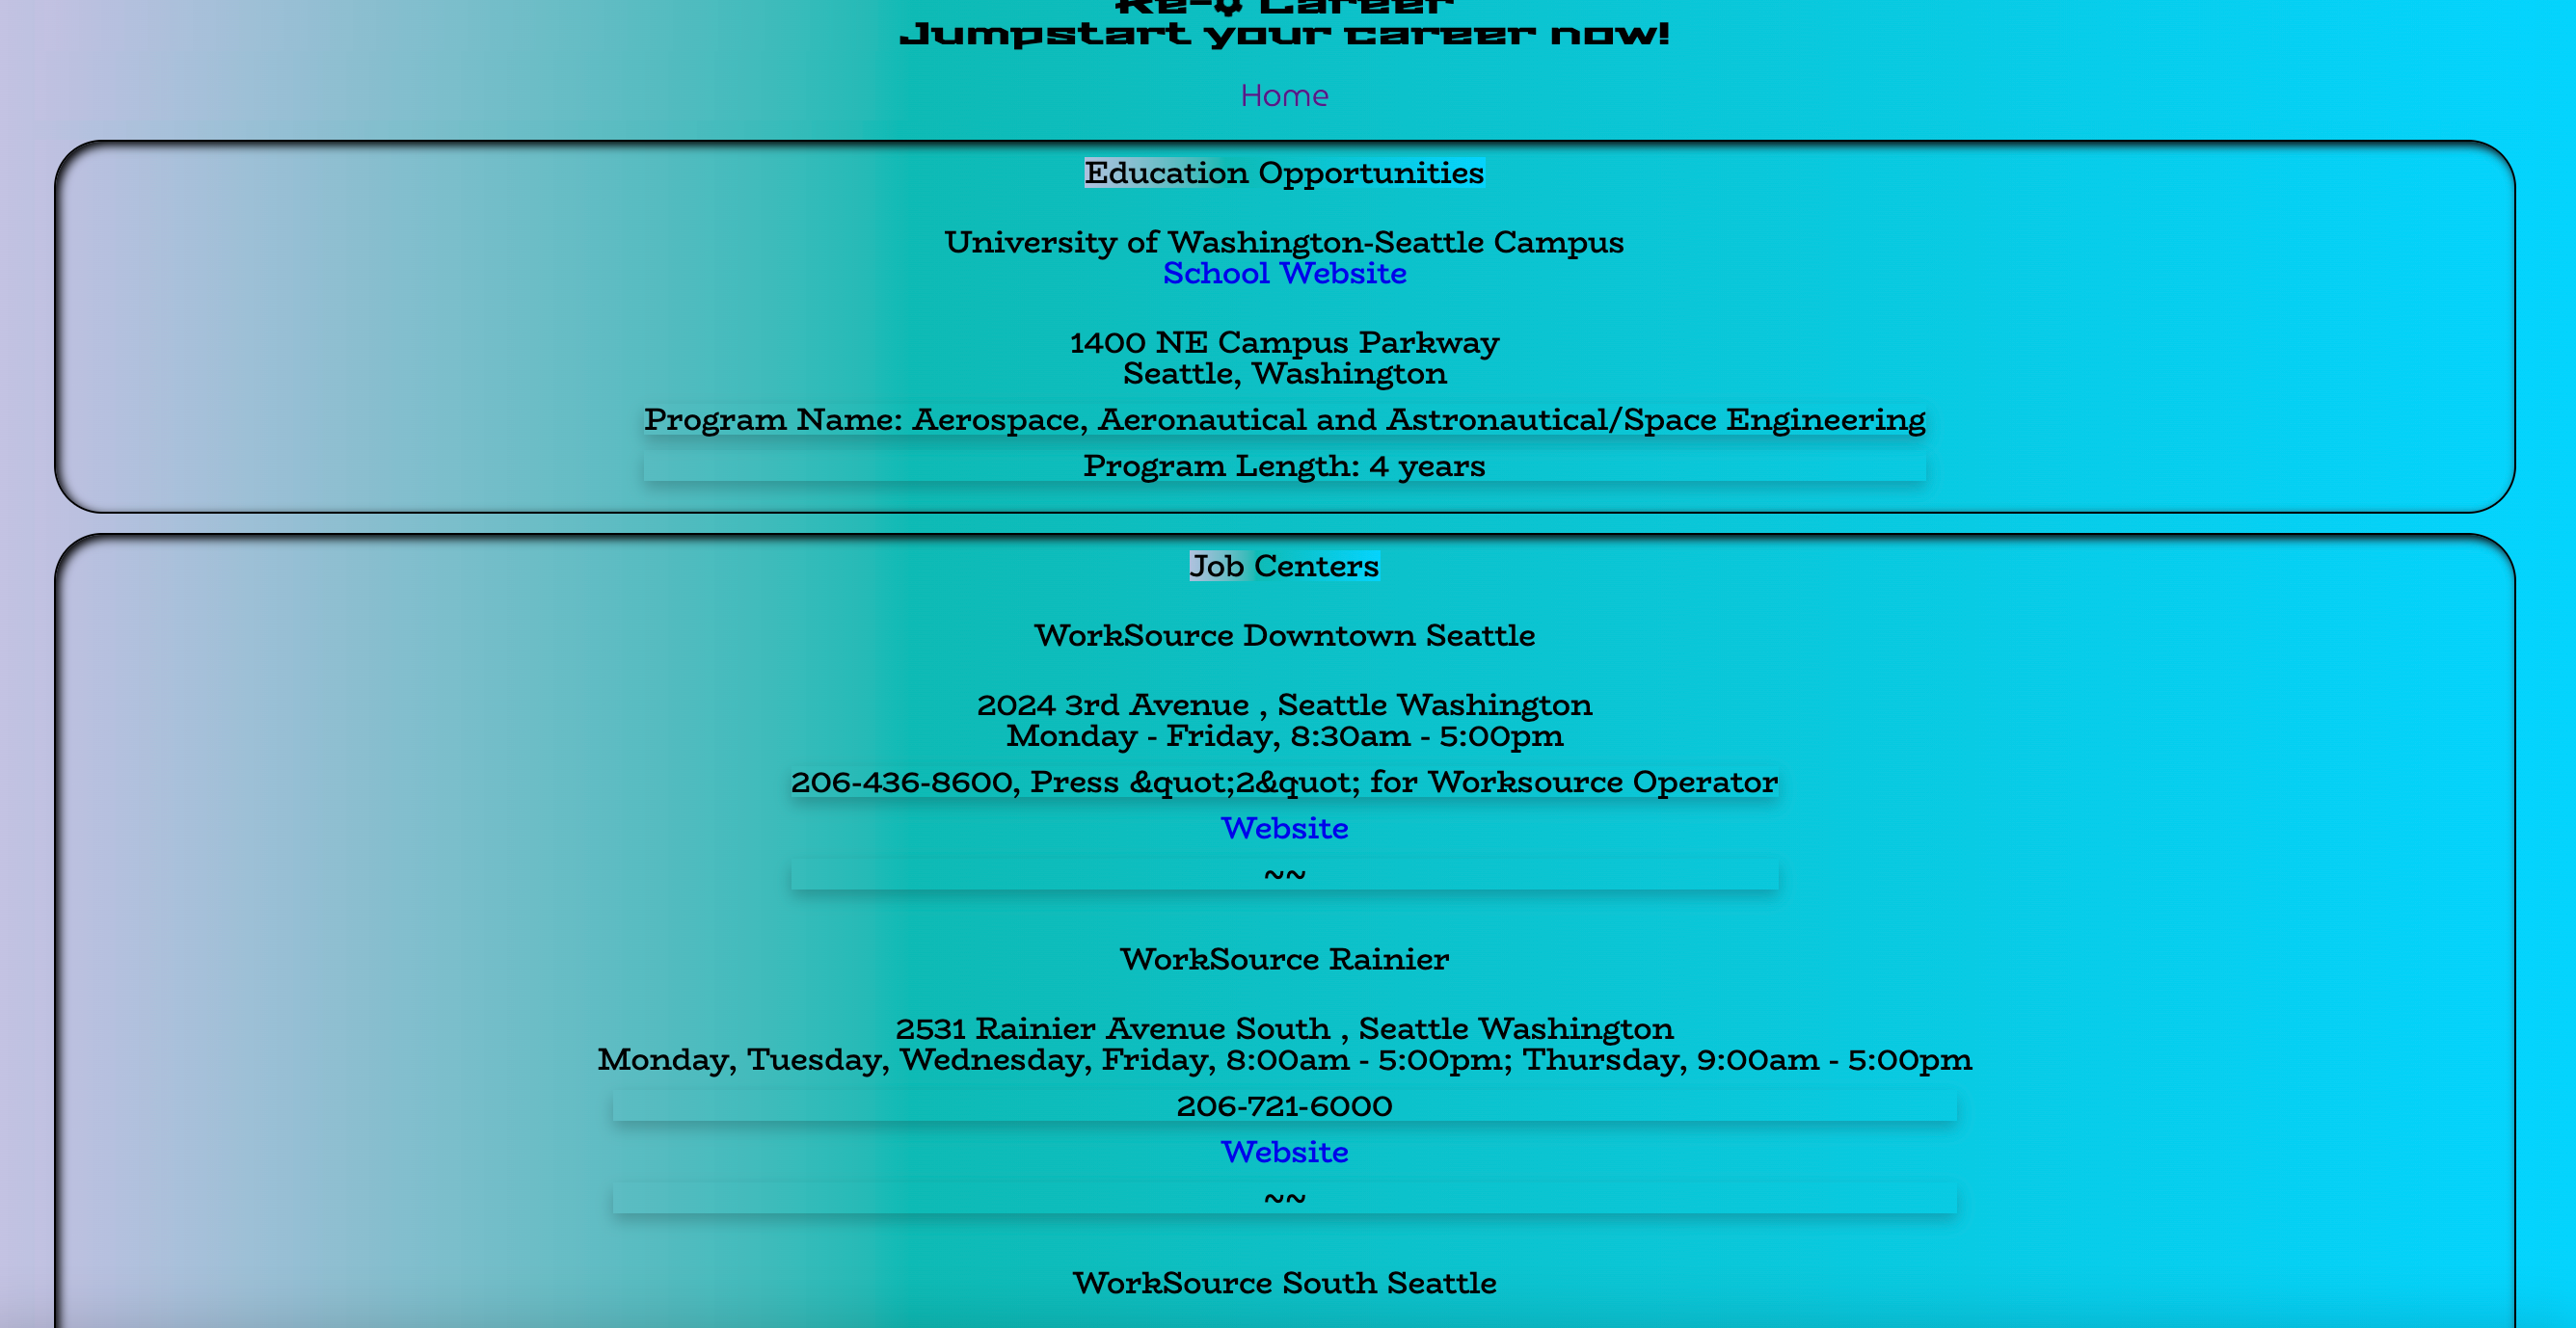 Re- Career
Jumpstart your career now!
Home
Education Opportunities
University of Washington-Seattle Campus
School Website
1400 NE Campus Parkway
Seattle, Washington
Program Name: Aerospace, Aeronautical and Astronautical/Space Engineering
Program Length: 4 years
Job Centers
WorkSource Downtown Seattle
2024 3rd Avenue , Seattle Washington
Monday - Friday, 8:30am - 5:00pm
206-436-8600, Press &quot;2&quot; for Worksource Operator
Website
~~
WorkSource Rainier
2531 Rainier Avenue South , Seattle Washington
Monday, Tuesday, Wednesday, Friday, 8:00am - 5:00pm; Thursday, 9:00am - 5:00pm
206-721-6000
Website
~~
WorkSource South Seattle